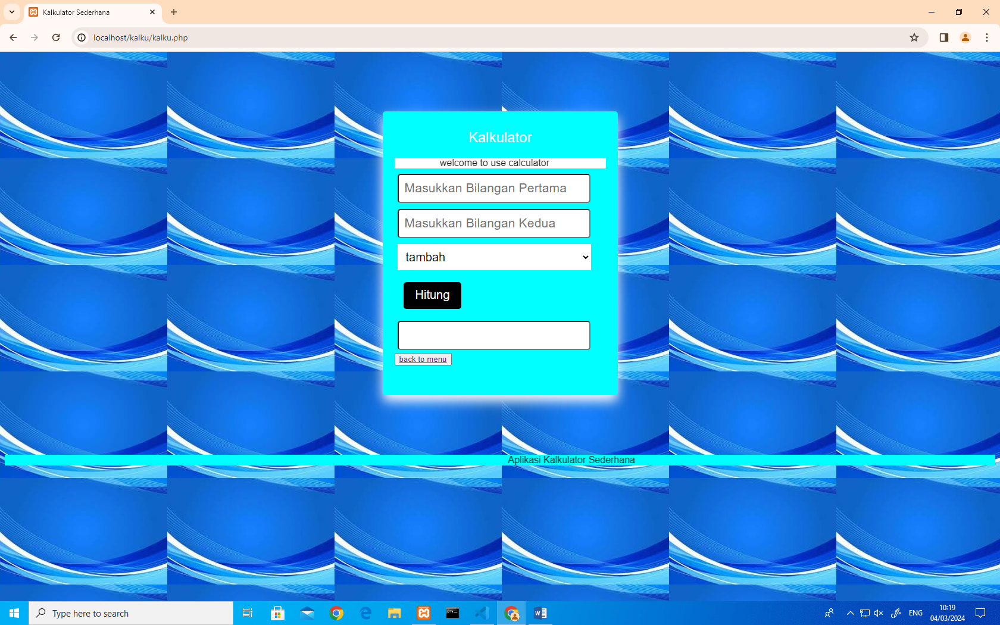 Kalkulator Sederhana
localhost/kalku/kalku.php
Kalkulator
welcome to use calculator
Masukkan Bilangan Pertama
Masukkan Bilangan Kedua
tambah
Hitung
back to menu
Aplikasi Kalkulator Sederhana
Type here to search
ENG
10:19
04/03/2024